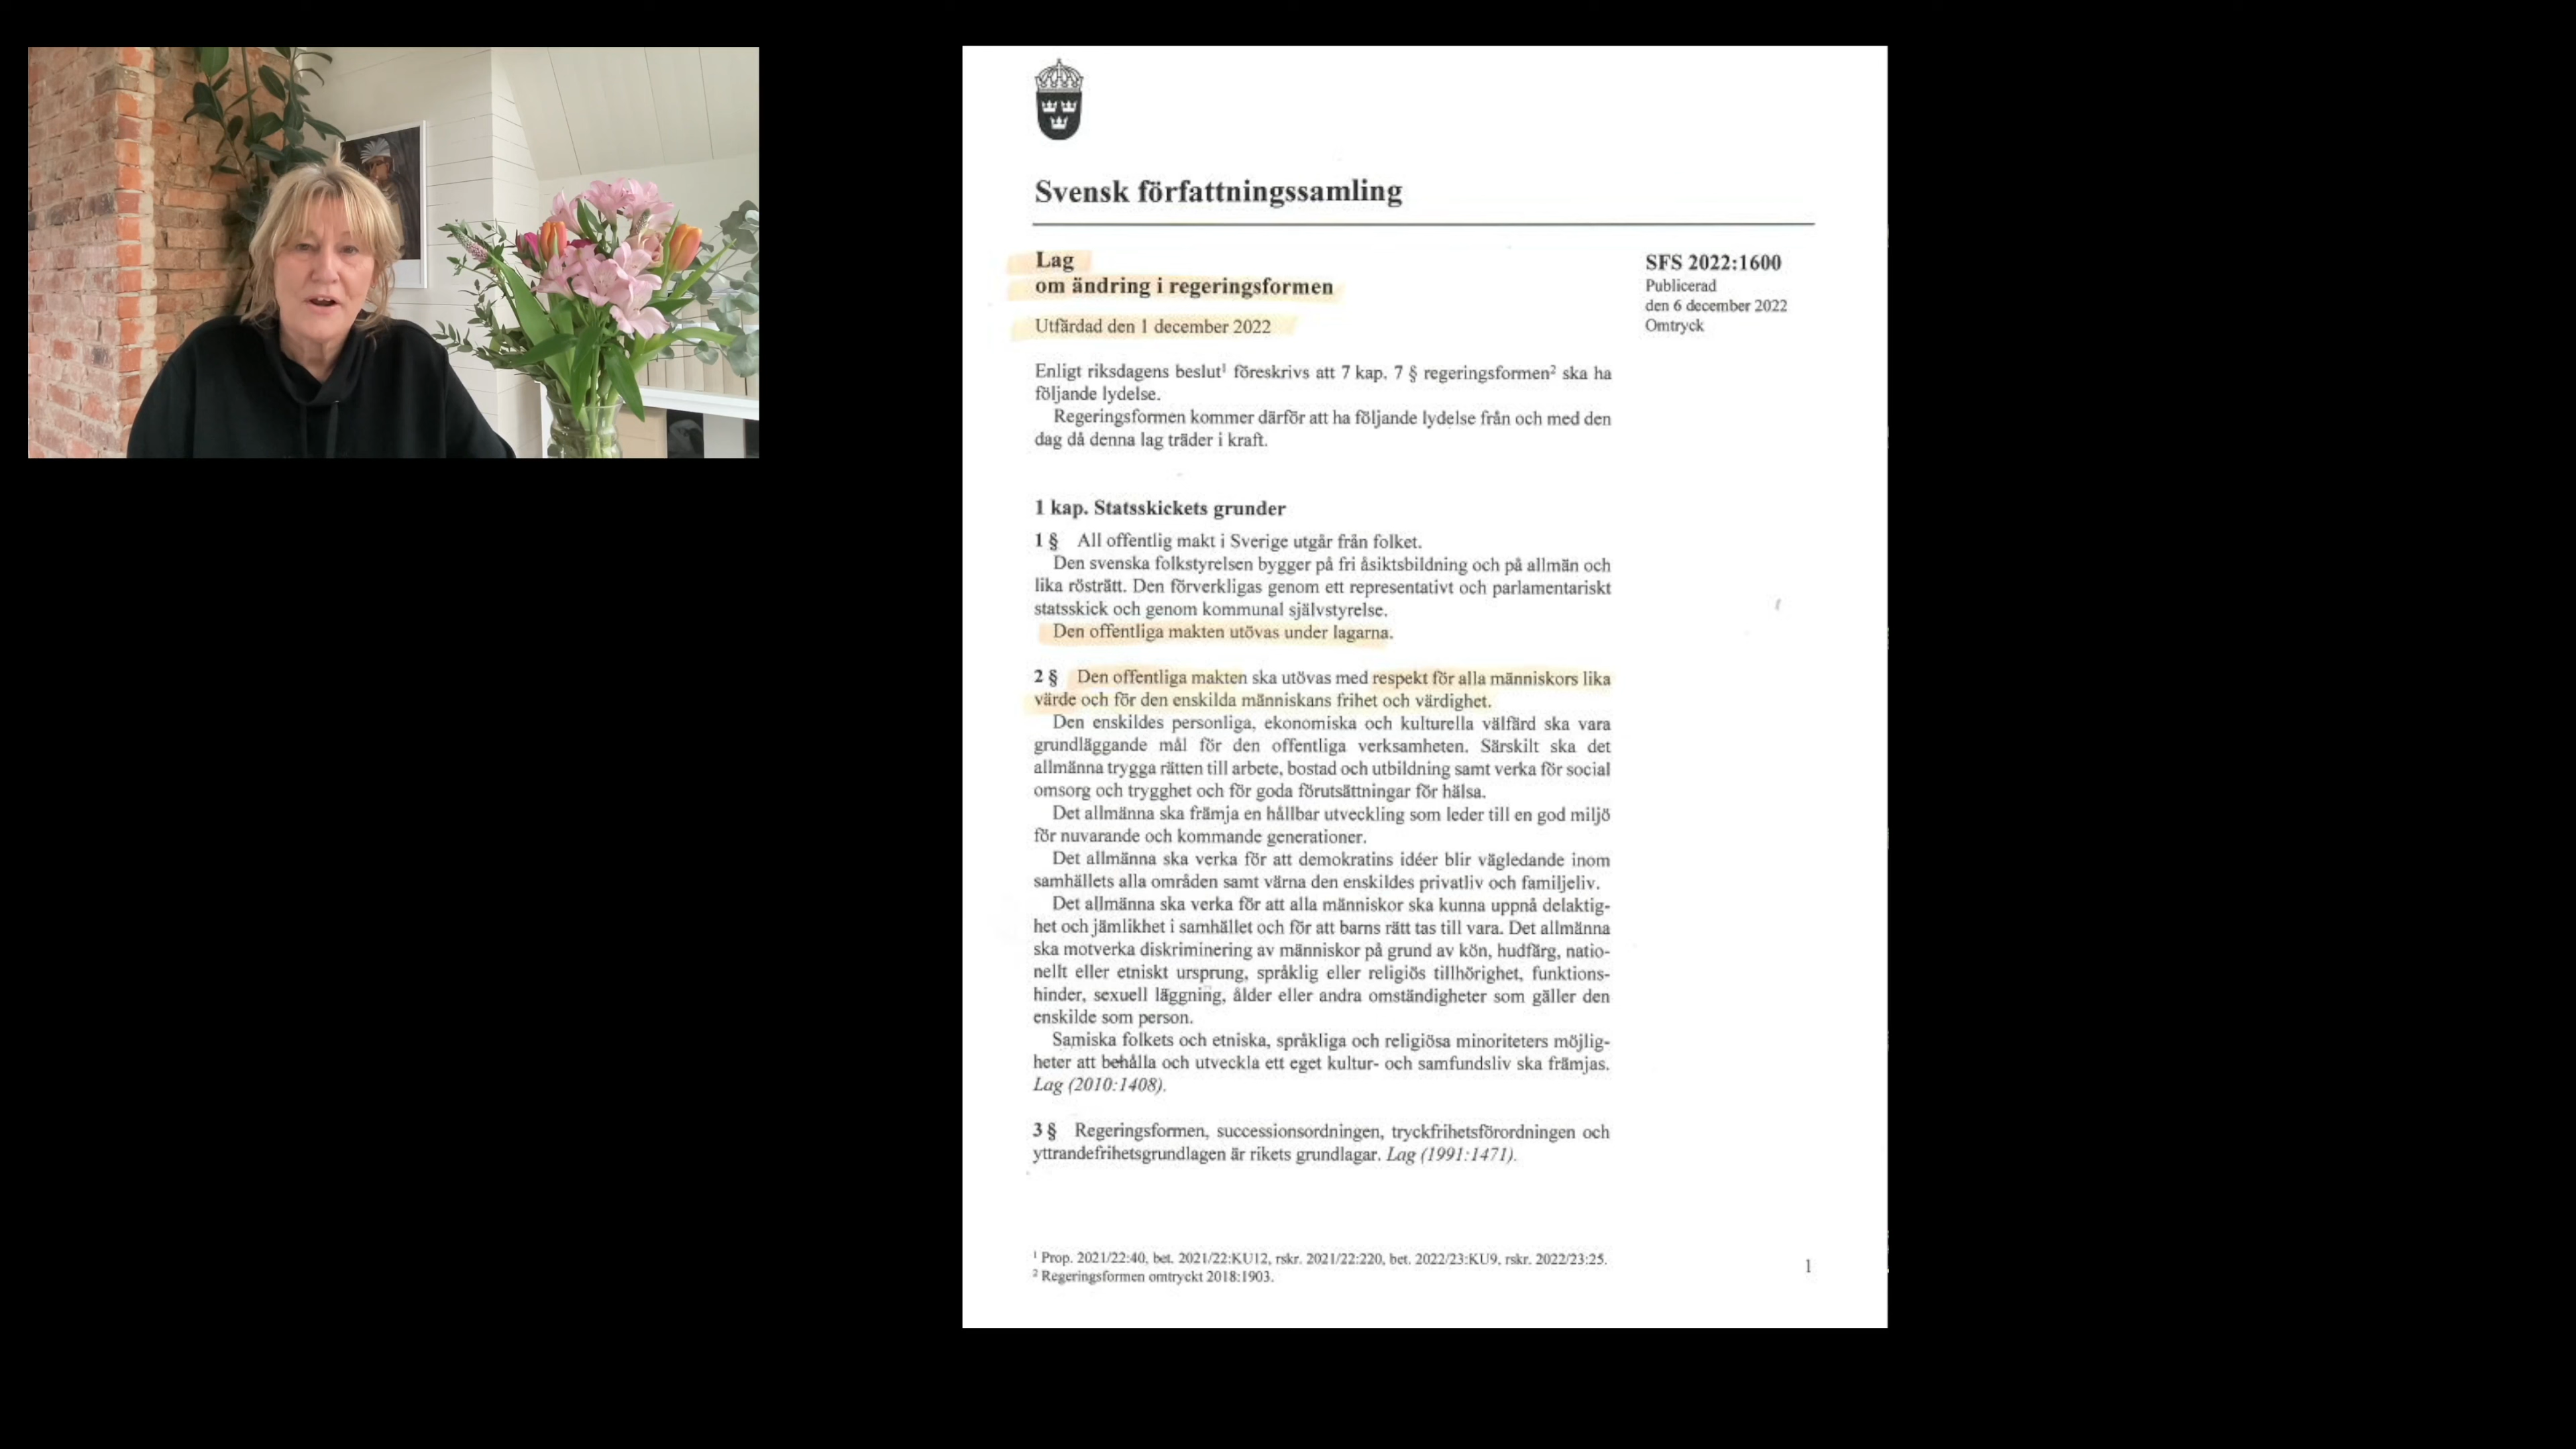 Svensk författningssamling
Lag
om ändring i regeringsformen
Utfärdad den 1 december 2022
SFS 2022:1600
Publicerad
den 6 december 2022
Omtryck
Enligt riksdagens beslut¹ föreskrivs att 7 kap. 7 § regeringsformen² ska ha
följande lydelse.
Regeringsformen kommer därför att ha följande lydelse från och med den
dag då denna lag träder i kraft.
1 kap. Statsskickets grunder
1 § All offentlig makt i Sverige utgår från folket.
Den svenska folkstyrelsen bygger på fri åsiktsbildning och på allmän och
lika rösträtt. Den förverkligas genom ett representativt och parlamentariskt
statsskick och genom kommunal självstyrelse.
Den offentliga makten utövas under lagarna.
2 § Den offentliga makten ska utövas med respekt för alla människors lika
värde och för den enskilda människans frihet och värdighet.
Den enskildes personliga, ekonomiska och kulturella välfärd ska vara
grundläggande mål för den offentliga verksamheten. Särskilt ska det
allmänna trygga rätten till arbete, bostad och utbildning samt verka för social
omsorg och trygghet och för goda förutsättningar för hälsa.
Det allmänna ska främja en hållbar utveckling som leder till en god miljö
för nuvarande och kommande generationer.
Det allmänna ska verka för att demokratins idéer blir vägledande inom
samhällets alla områden samt värna den enskildes privatliv och familjeliv.
Det allmänna ska verka för att alla människor ska kunna uppnå delaktig-
het och jämlikhet i samhället och för att barns rätt tas till vara. Det allmänna
ska motverka diskriminering av människor på grund av kön, hudfärg, natio-
nellt eller etniskt ursprung, språklig eller religiös tillhörighet, funktions-
hinder, sexuell läggning, ålder eller andra omständigheter som gäller den
enskilde som person.
Samiska folkets och etniska, språkliga och religiösa minoriteters möjlig-
heter att behålla och utveckla ett eget kultur- och samfundsliv ska främjas.
Lag (2010:1408).
3 § Regeringsformen, successionsordningen, tryckfrihetsförordningen och
yttrandefrihetsgrundlagen är rikets grundlagar. Lag (1991:1471).
¹ Prop. 2021/22:40, bet. 2021/22:KU12, rskr. 2021/22:220, bet. 2022/23:KU9, rskr. 2022/23:25.
² Regeringsformen omtryckt 2018:1903.
1